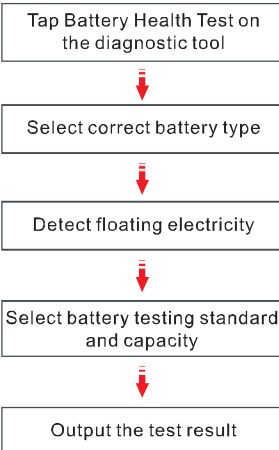 Tap Battery Health Test on
the diagnostic tool
Select correct battery type
Detect floating electricity
Select battery testing standard
and capacity
Output the test result